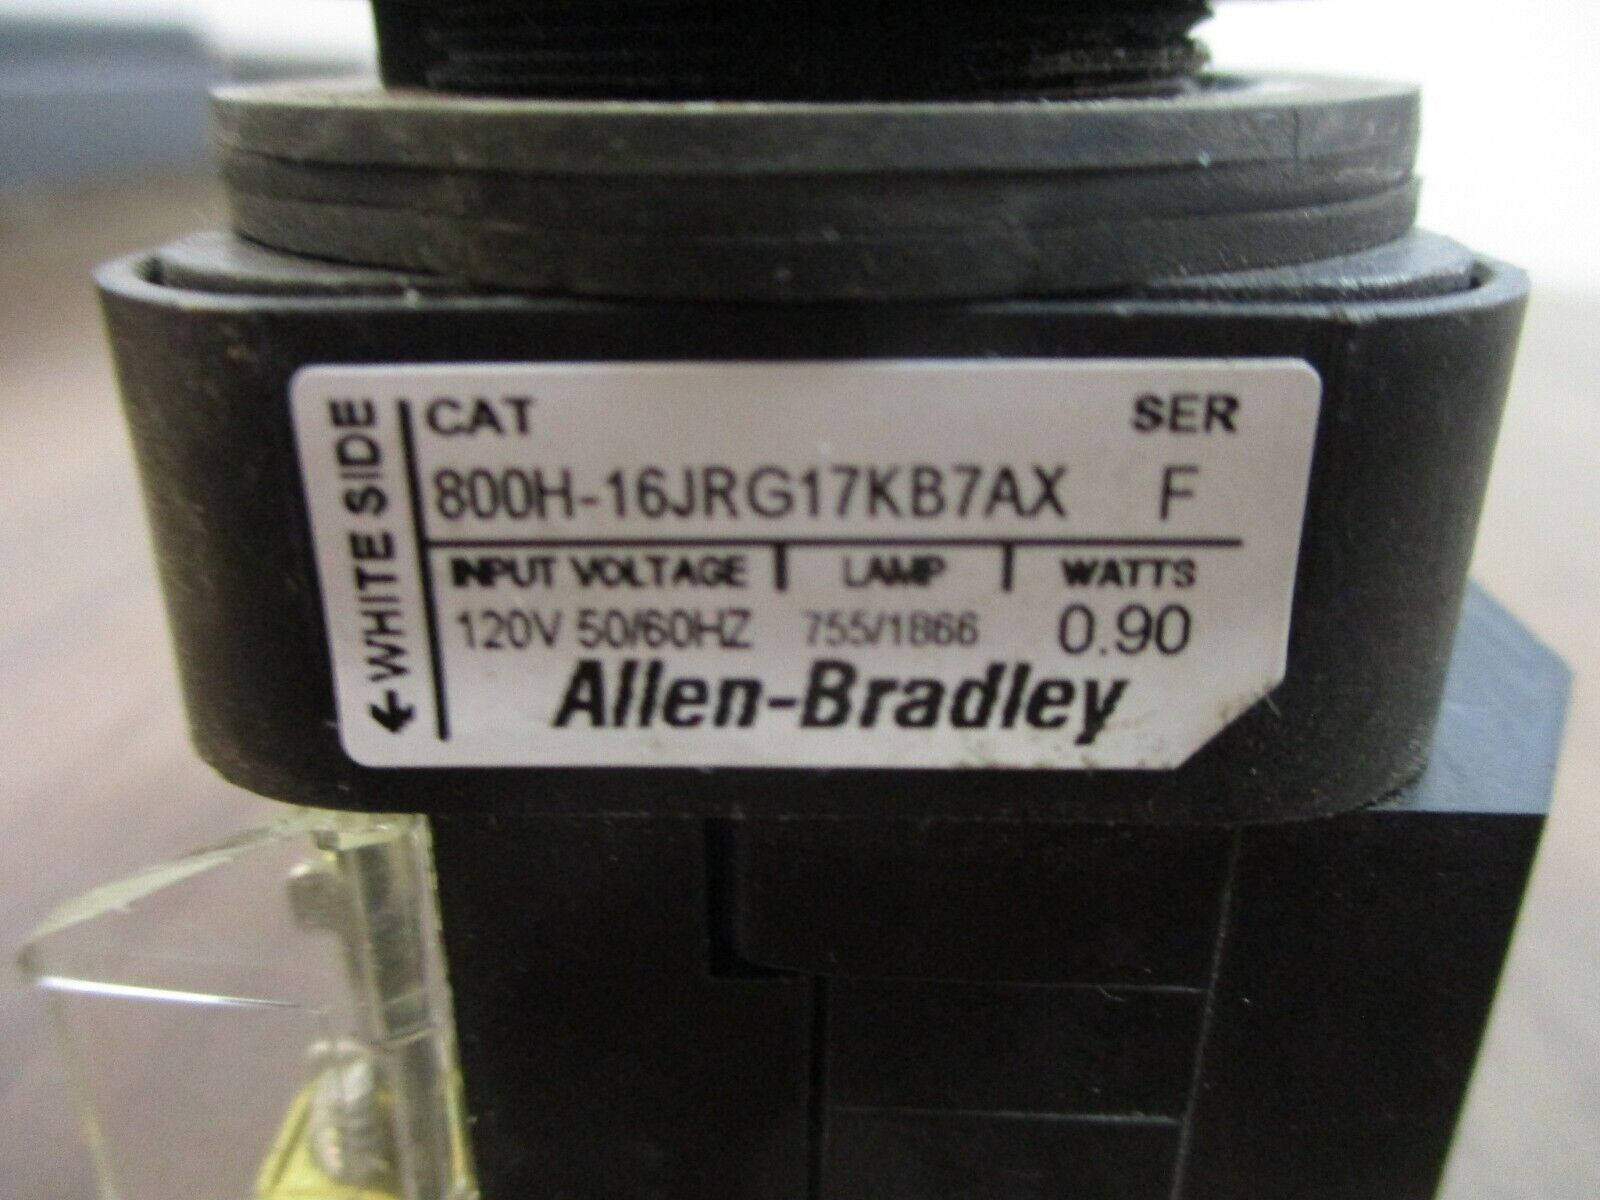 ←WHITE SIDE
CAT SER
800H-16JRG17KB7AX F
INPUT VOLTAGE LAMP WATTS
120V 50/60HZ 755/1866 0.90
Allen-Bradley